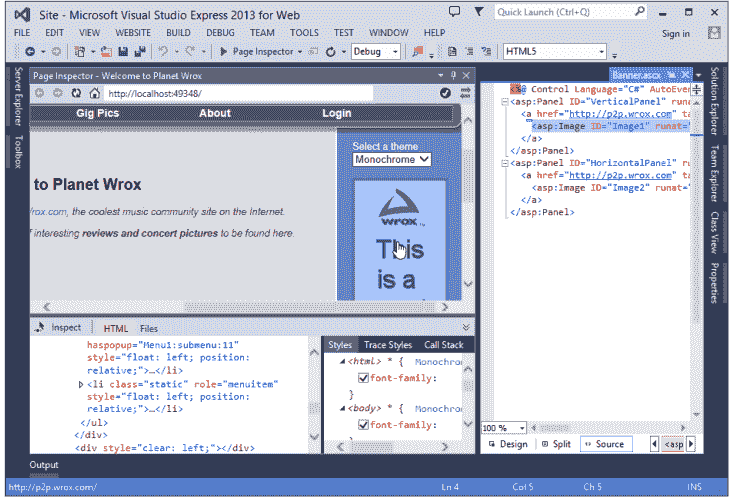 Site - Microsoft Visual Studio Express 2013 for Web
Quick Launch (Ctrl+Q)
FILE EDIT VIEW WEBSITE BUILD DEBUG TEAM TOOLS TEST WINDOW HELP Sign in
Page Inspector Debug HTML5
Server Explorer
Toolbox
Page Inspector - Welcome to Planet Wrox
http://localhost:49348/
Gig Pics About Login
Select a theme
Monochrome
to Planet Wrox
rox.com, the coolest music community site on the Internet.
interesting reviews and concert pictures to be found here.
wrox
This
is a
Banner.ascx
<%@ Control Language="C#" AutoEven
<asp:Panel ID="VerticalPanel" runa
<a href="http://p2p.wrox.com" ta
<asp:Image ID="Image1" runat="
</a>
</asp:Panel>
<asp:Panel ID="HorizontalPanel" r
<a href="http://p2p.wrox.com" ta
<asp:Image ID="Image2" runat="
</a>
</asp:Panel>
Solution Explorer
Team Explorer
Class View
Properties
Inspect HTML Files
haspopup="Menu1:submenu:11"
style="float: left; position:
relative;">…</li>
<li class="static" role="menuitem"
style="float: left; position:
relative;">…</li>
</ul>
</div>
<div style="clear: left;"></div>
Styles Trace Styles Call Stack
<html> * { Monochro
font-family:
}
<body> * { Monochro
font-family:
100 %
Design Split Source <asp
Output
http://p2p.wrox.com/ Ln 4 Col 5 Ch 5 INS